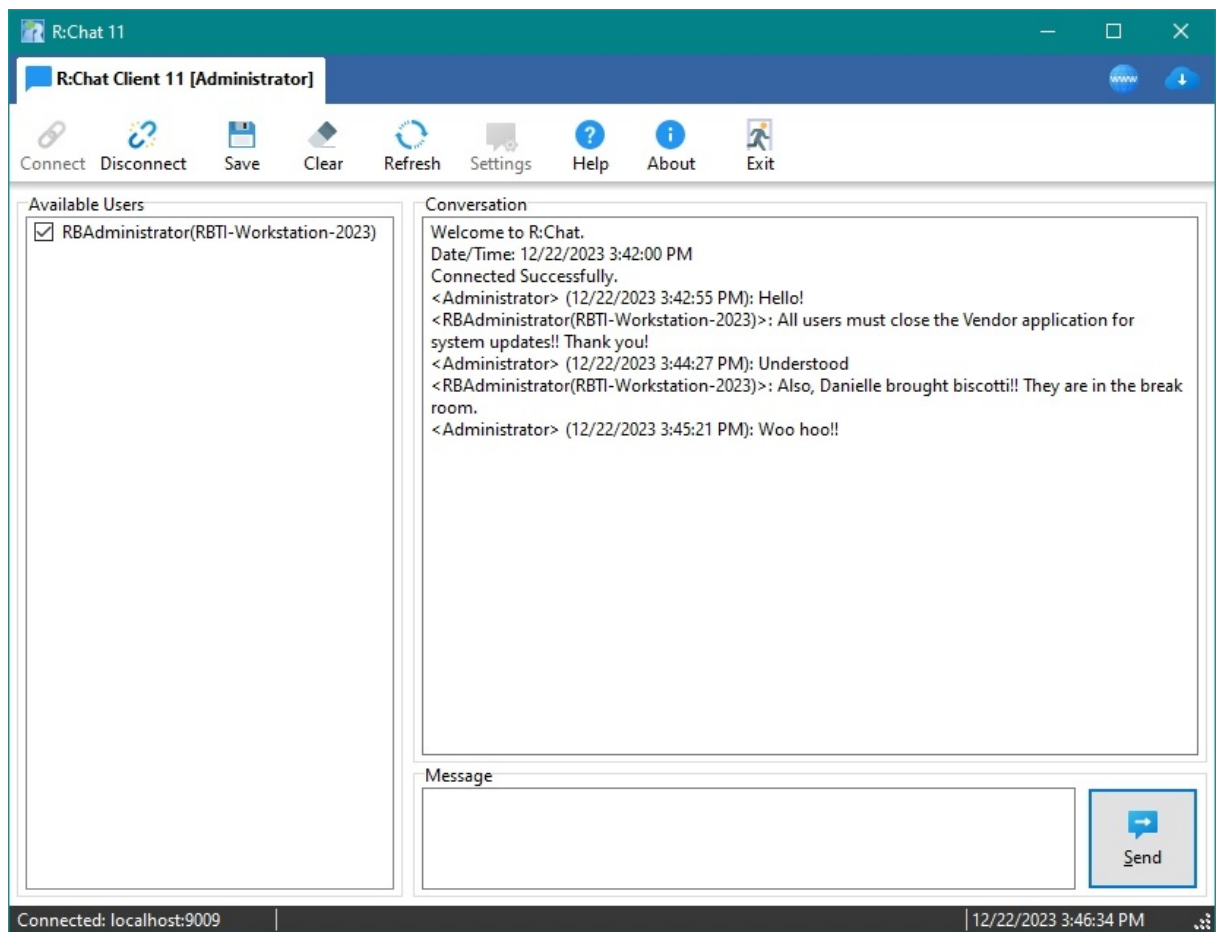 R:Chat 11
R:Chat Client 11 [Administrator]
www
Connect Disconnect Save Clear Refresh Settings Help About Exit
Available Users
RBAdministrator(RBTI-Workstation-2023)
Conversation
Welcome to R:Chat.
Date/Time: 12/22/2023 3:42:00 PM
Connected Successfully.
<Administrator> (12/22/2023 3:42:55 PM): Hello!
<RBAdministrator(RBTI-Workstation-2023)>: All users must close the Vendor application for
system updates!! Thank you!
<Administrator> (12/22/2023 3:44:27 PM): Understood
<RBAdministrator(RBTI-Workstation-2023)>: Also, Danielle brought biscotti!! They are in the break
room.
<Administrator> (12/22/2023 3:45:21 PM): Woo hoo!!
Message
Send
Connected: localhost:9009
12/22/2023 3:46:34 PM